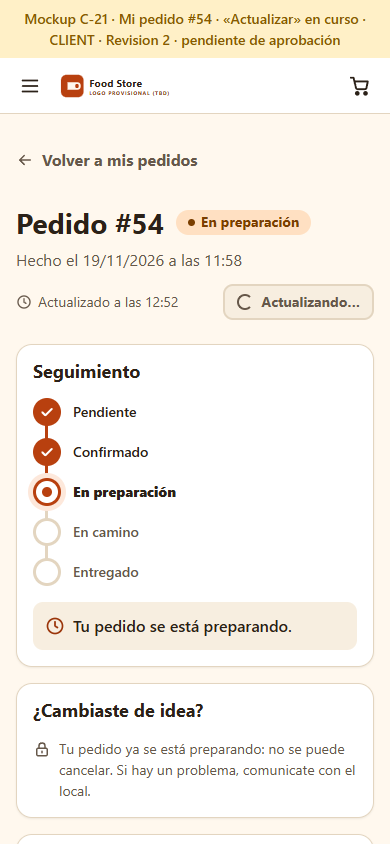 Mockup C-21 · Mi pedido #54 · «Actualizar» en curso ·
CLIENT · Revision 2 · pendiente de aprobación
Food Store
LOGO PROVISIONAL (TBD)
Volver a mis pedidos
Pedido #54
En preparación
Hecho el 19/11/2026 a las 11:58
Actualizado a las 12:52
Actualizando...
Seguimiento
Pendiente
Confirmado
En preparación
En camino
Entregado
Tu pedido se está preparando.
¿Cambiaste de idea?
Tu pedido ya se está preparando: no se puede
cancelar. Si hay un problema, comunicate con el
local.